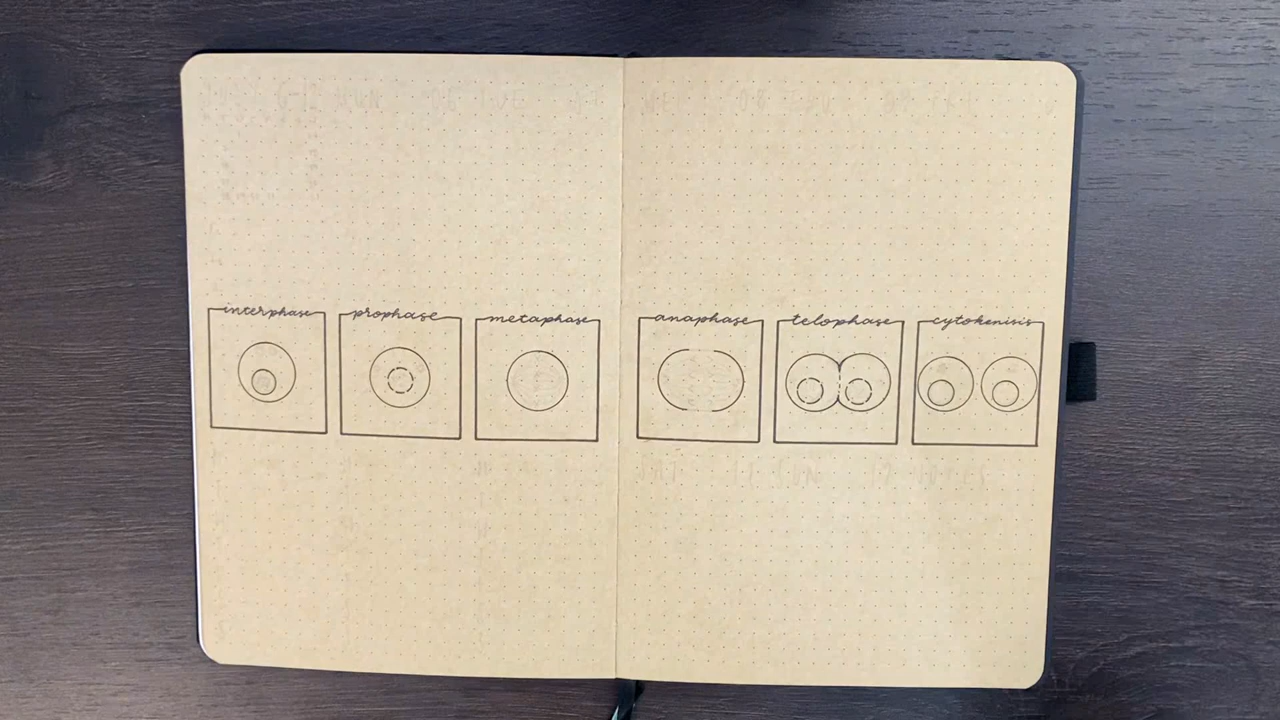 interphase
prophase
metaphase
anaphase
telophase
cytokenisis